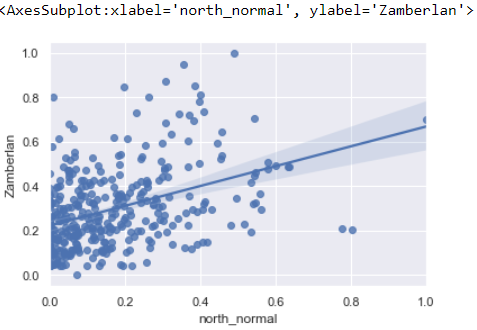 <AxesSubplot:xlabel='north_normal', ylabel='Zamberlan'>
1.0
0.8
0.6
0.4
0.2
0.0
Zamberlan
0.0 0.2 0.4 0.6 0.8 1.0
north_normal